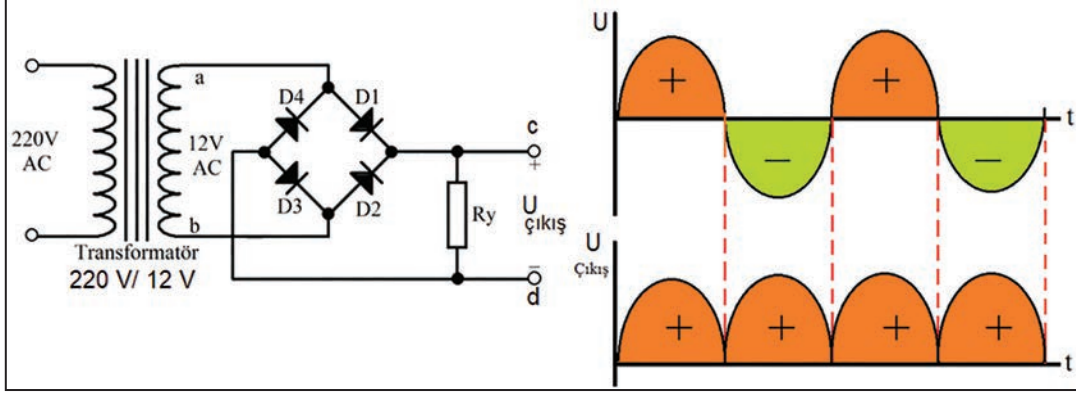 220V
AC
Transformatör
220 V/ 12 V
a
12V
AC
b
D4
D1
D3
D2
Ry
c
+
U
çıkış
–
d
U
+
+
t
–
–
U
Çıkış
+
+
+
+
t